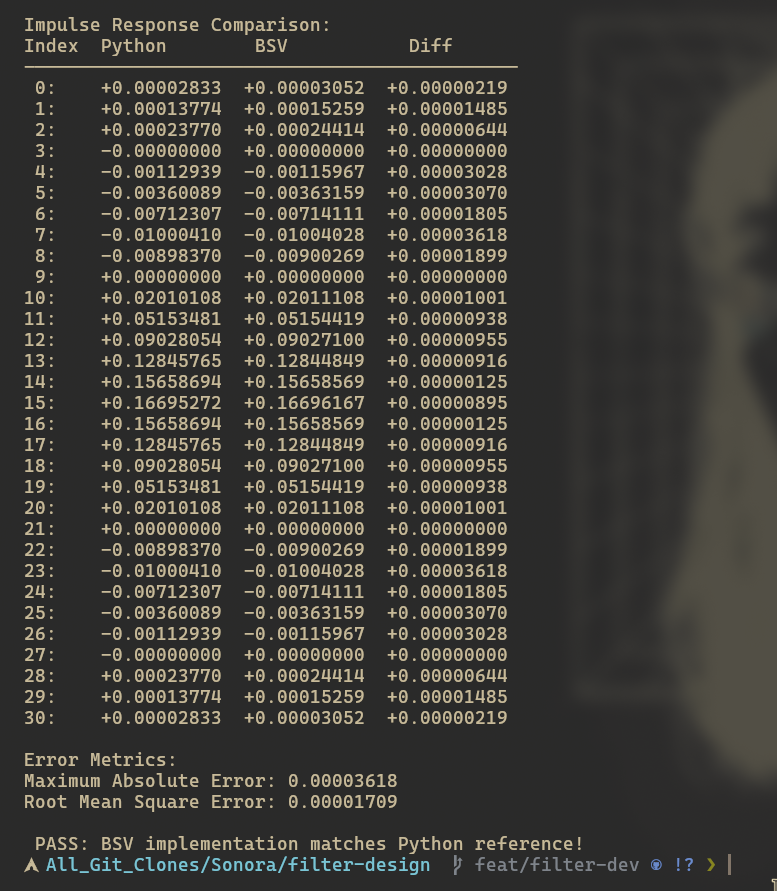 Impulse Response Comparison:
Index  Python        BSV           Diff
─────────────────────────────────────────────
 0:    +0.00002833  +0.00003052  +0.00000219
 1:    +0.00013774  +0.00015259  +0.00001485
 2:    +0.00023770  +0.00024414  +0.00000644
 3:    -0.00000000  +0.00000000  +0.00000000
 4:    -0.00112939  -0.00115967  +0.00003028
 5:    -0.00360089  -0.00363159  +0.00003070
 6:    -0.00712307  -0.00714111  +0.00001805
 7:    -0.01000410  -0.01004028  +0.00003618
 8:    -0.00898370  -0.00900269  +0.00001899
 9:    +0.00000000  +0.00000000  +0.00000000
10:    +0.02010108  +0.02011108  +0.00001001
11:    +0.05153481  +0.05154419  +0.00000938
12:    +0.09028054  +0.09027100  +0.00000955
13:    +0.12845765  +0.12844849  +0.00000916
14:    +0.15658694  +0.15658569  +0.00000125
15:    +0.16695272  +0.16696167  +0.00000895
16:    +0.15658694  +0.15658569  +0.00000125
17:    +0.12845765  +0.12844849  +0.00000916
18:    +0.09028054  +0.09027100  +0.00000955
19:    +0.05153481  +0.05154419  +0.00000938
20:    +0.02010108  +0.02011108  +0.00001001
21:    +0.00000000  +0.00000000  +0.00000000
22:    -0.00898370  -0.00900269  +0.00001899
23:    -0.01000410  -0.01004028  +0.00003618
24:    -0.00712307  -0.00714111  +0.00001805
25:    -0.00360089  -0.00363159  +0.00003070
26:    -0.00112939  -0.00115967  +0.00003028
27:    -0.00000000  +0.00000000  +0.00000000
28:    +0.00023770  +0.00024414  +0.00000644
29:    +0.00013774  +0.00015259  +0.00001485
30:    +0.00002833  +0.00003052  +0.00000219
Error Metrics:
Maximum Absolute Error: 0.00003618
Root Mean Square Error: 0.00001709
PASS: BSV implementation matches Python reference!
All_Git_Clones/Sonora/filter-design feat/filter-dev !? ❯